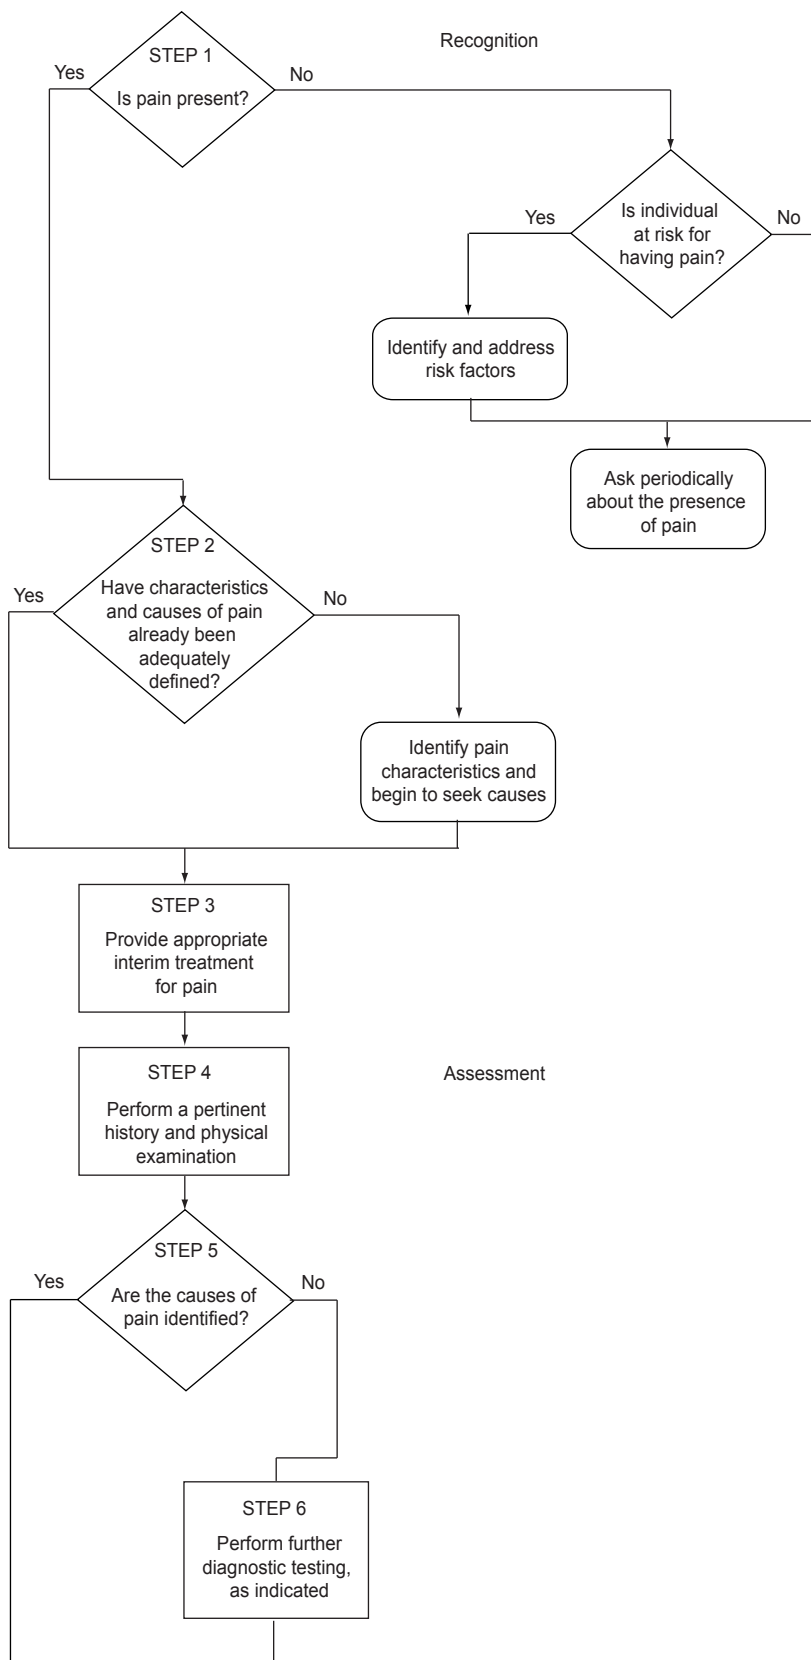 Recognition
STEP 1
Yes
No
Is pain present?
Is individual
at risk for
having pain?
Yes
No
Identify and address
risk factors
Ask periodically
about the presence
of pain
STEP 2
Have characteristics
and causes of pain
already been
adequately
defined?
Yes
No
Identify pain
characteristics and
begin to seek causes
STEP 3
Provide appropriate
interim treatment
for pain
STEP 4
Perform a pertinent
history and physical
examination
Assessment
STEP 5
Are the causes of
pain identified?
Yes
No
STEP 6
Perform further
diagnostic testing,
as indicated